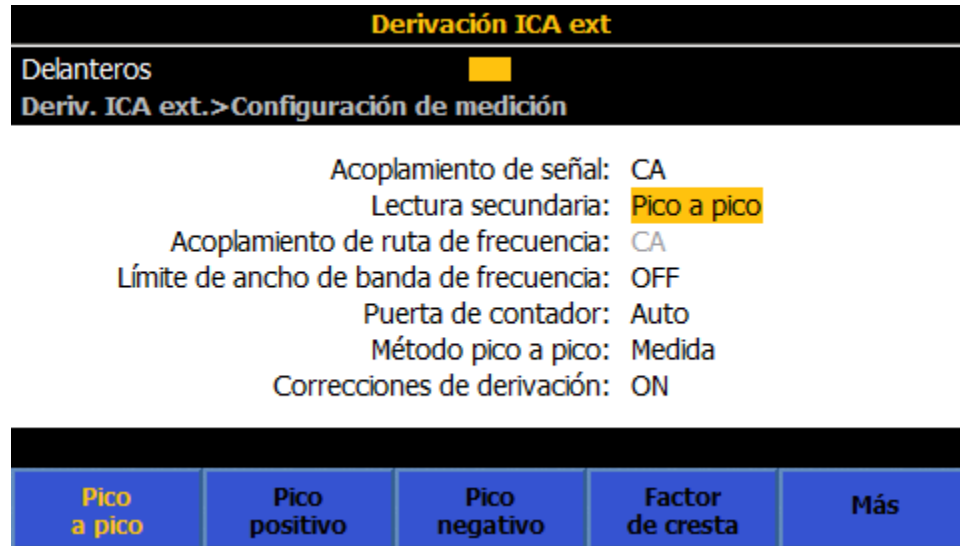 Derivación ICA ext
Delanteros
Deriv. ICA ext.>Configuración de medición
Acoplamiento de señal: CA
Lectura secundaria: Pico a pico
Acoplamiento de ruta de frecuencia: CA
Límite de ancho de banda de frecuencia: OFF
Puerta de contador: Auto
Método pico a pico: Medida
Correcciones de derivación: ON
Pico a pico
Pico positivo
Pico negativo
Factor de cresta
Más